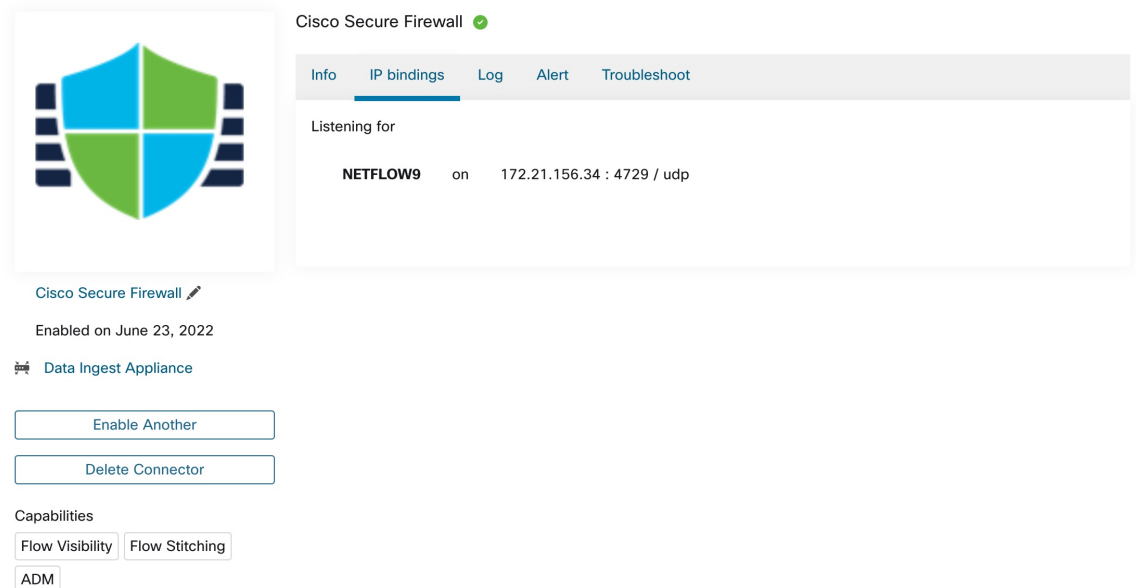 Cisco Secure Firewall
Info IP bindings Log Alert Troubleshoot
Listening for
NETFLOW9 on 172.21.156.34 : 4729 / udp
Cisco Secure Firewall
Enabled on June 23, 2022
Data Ingest Appliance
Enable Another
Delete Connector
Capabilities
Flow Visibility Flow Stitching
ADM